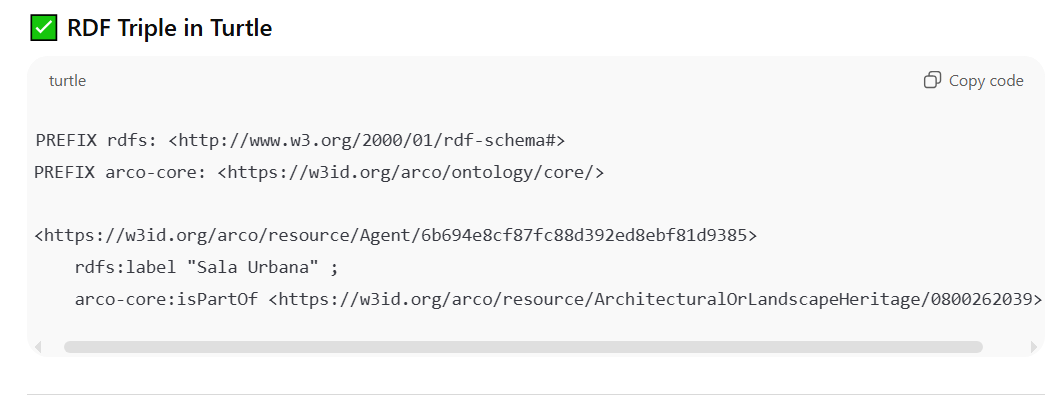 RDF Triple in Turtle
turtle
Copy code
PREFIX rdfs: <http://www.w3.org/2000/01/rdf-schema#>
PREFIX arco-core: <https://w3id.org/arco/ontology/core/>
<https://w3id.org/arco/resource/Agent/6b694e8cf87fc88d392ed8ebf81d9385>
rdfs:label "Sala Urbana" ;
arco-core:isPartOf <https://w3id.org/arco/resource/ArchitecturalOrLandscapeHeritage/0800262039>